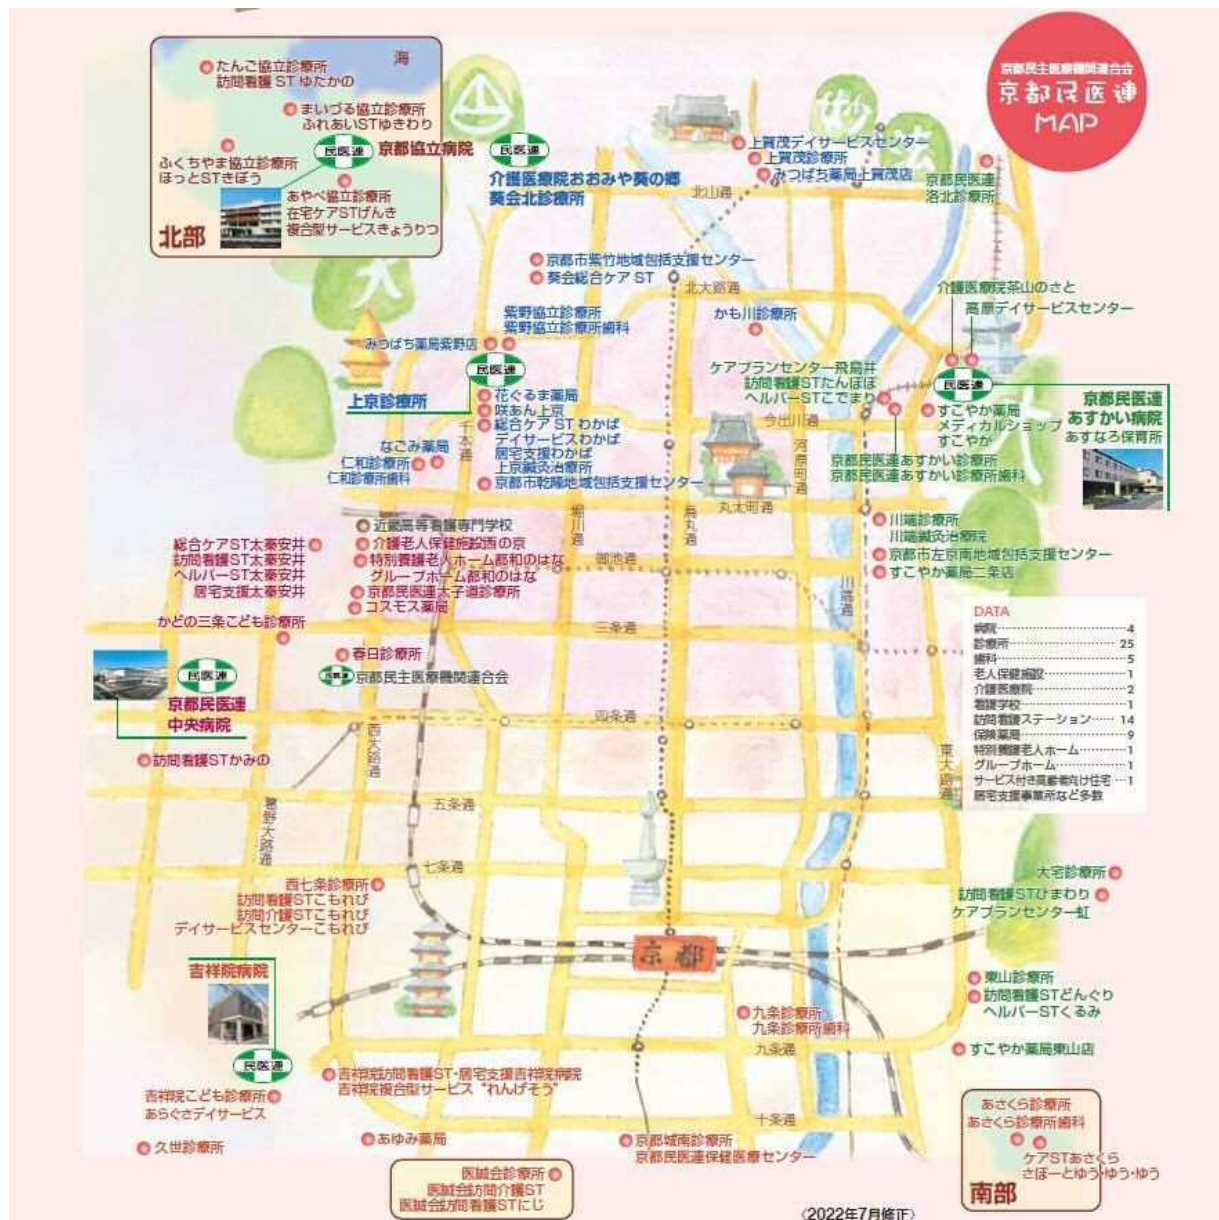 京都民主医療機関連合会
京都民医連
MAP
海
たんご協立診療所
訪問看護 ST ゆたかの
まいづる協立診療所
ふれあいSTゆきわり
民医連
京都協立病院
ふくちやま協立診療所
ほっとSTきぼう
あやべ協立診療所
在宅ケアSTげんき
複合型サービスきょうりつ
北部
民医連
介護医療院おおみや葵の郷
葵会北診療所
妙
法
上賀茂デイサービスセンター
上賀茂診療所
みつばち薬局上賀茂店
北山通
京都民医連
洛北診療所
京都市紫竹地域包括支援センター
葵会総合ケア ST
北大路通
大
介護医療院茶山のさと
高原デイサービスセンター
かも川診療所
紫野協立診療所
紫野協立診療所歯科
みつばち薬局紫野店
民医連
上京診療所
ケアプランセンター飛鳥井
訪問看護STたんぽぽ
ヘルパーSTこでまり
民医連
京都民医連
あすかい病院
あすなろ保育所
大
すこやか薬局
メディカルショップ
すこやか
花ぐるま薬局
咲あん上京
総合ケア ST わかば
デイサービスわかば
居宅支援わかば
上京鍼灸治療所
京都市乾隆地域包括支援センター
千本通
今出川通
河原町通
なごみ薬局
仁和診療所
仁和診療所歯科
京都民医連あすかい診療所
京都民医連あすかい診療所歯科
丸太町通
堀川通
烏丸通
近畿高等看護専門学校
介護老人保健施設西の京
特別養護老人ホーム都和のはな
グループホーム都和のはな
京都民医連太子道診療所
コスモス薬局
総合ケアST太秦安井
訪問看護ST太秦安井
ヘルパーST太秦安井
居宅支援太秦安井
御池通
川端診療所
川端鍼灸治療院
京都市左京南地域包括支援センター
すこやか薬局二条店
川端通
かどの三条こども診療所
三条通
春日診療所
民医連
京都民主医療機関連合会
民医連
京都民医連
中央病院
四条通
西大路通
訪問看護STかみの
DATA
病院…4
診療所…25
歯科…5
老人保健施設…1
介護医療院…2
看護学校…1
訪問看護ステーション…14
保険薬局…9
特別養護老人ホーム…1
グループホーム…1
サービス付き高齢者向け住宅…1
居宅支援事業所など多数
東大路通
五条通
葛野大路通
七条通
西七条診療所
訪問看護STこもれび
訪問介護STこもれび
デイサービスセンターこもれび
大宅診療所
訪問看護STひまわり
ケアプランセンター虹
京都
吉祥院病院
民医連
東山診療所
訪問看護STどんぐり
ヘルパーSTくるみ
九条診療所
九条診療所歯科
九条通
すこやか薬局東山店
吉祥院訪問看護ST・居宅支援吉祥院病院
吉祥院複合型サービス “れんげそう”
吉祥院こども診療所
あらぐさデイサービス
十条通
久世診療所
あゆみ薬局
京都城南診療所
京都民医連保健医療センター
医誠会診療所
医誠会訪問介護ST
医誠会訪問看護STにじ
あさくら診療所
あさくら診療所歯科
ケアSTあさくら
さぽーとゆう・ゆう・ゆう
南部
〈2022年7月修正〉